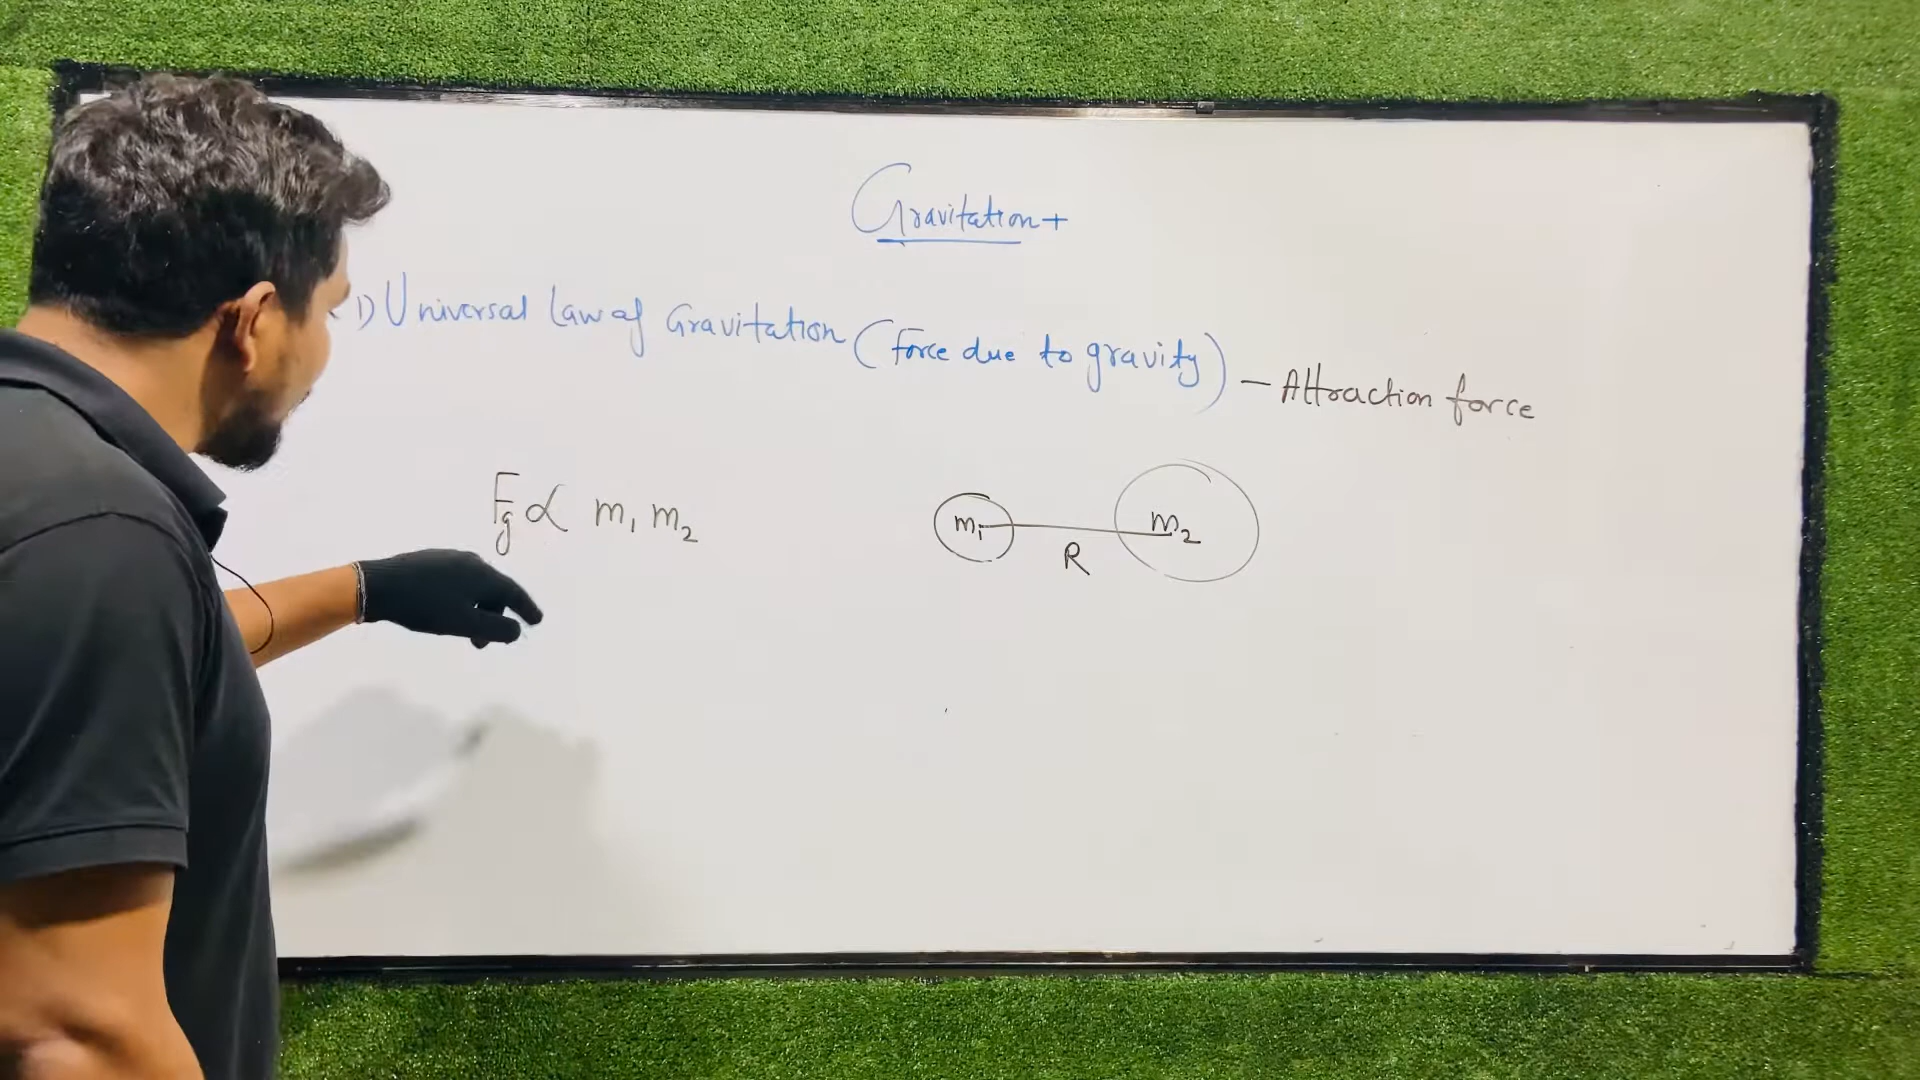 Gravitation +
1) Universal Law of Gravitation (Force due to gravity) – Attraction force
Fg ∝ m₁ m₂
m₁ m₂
R